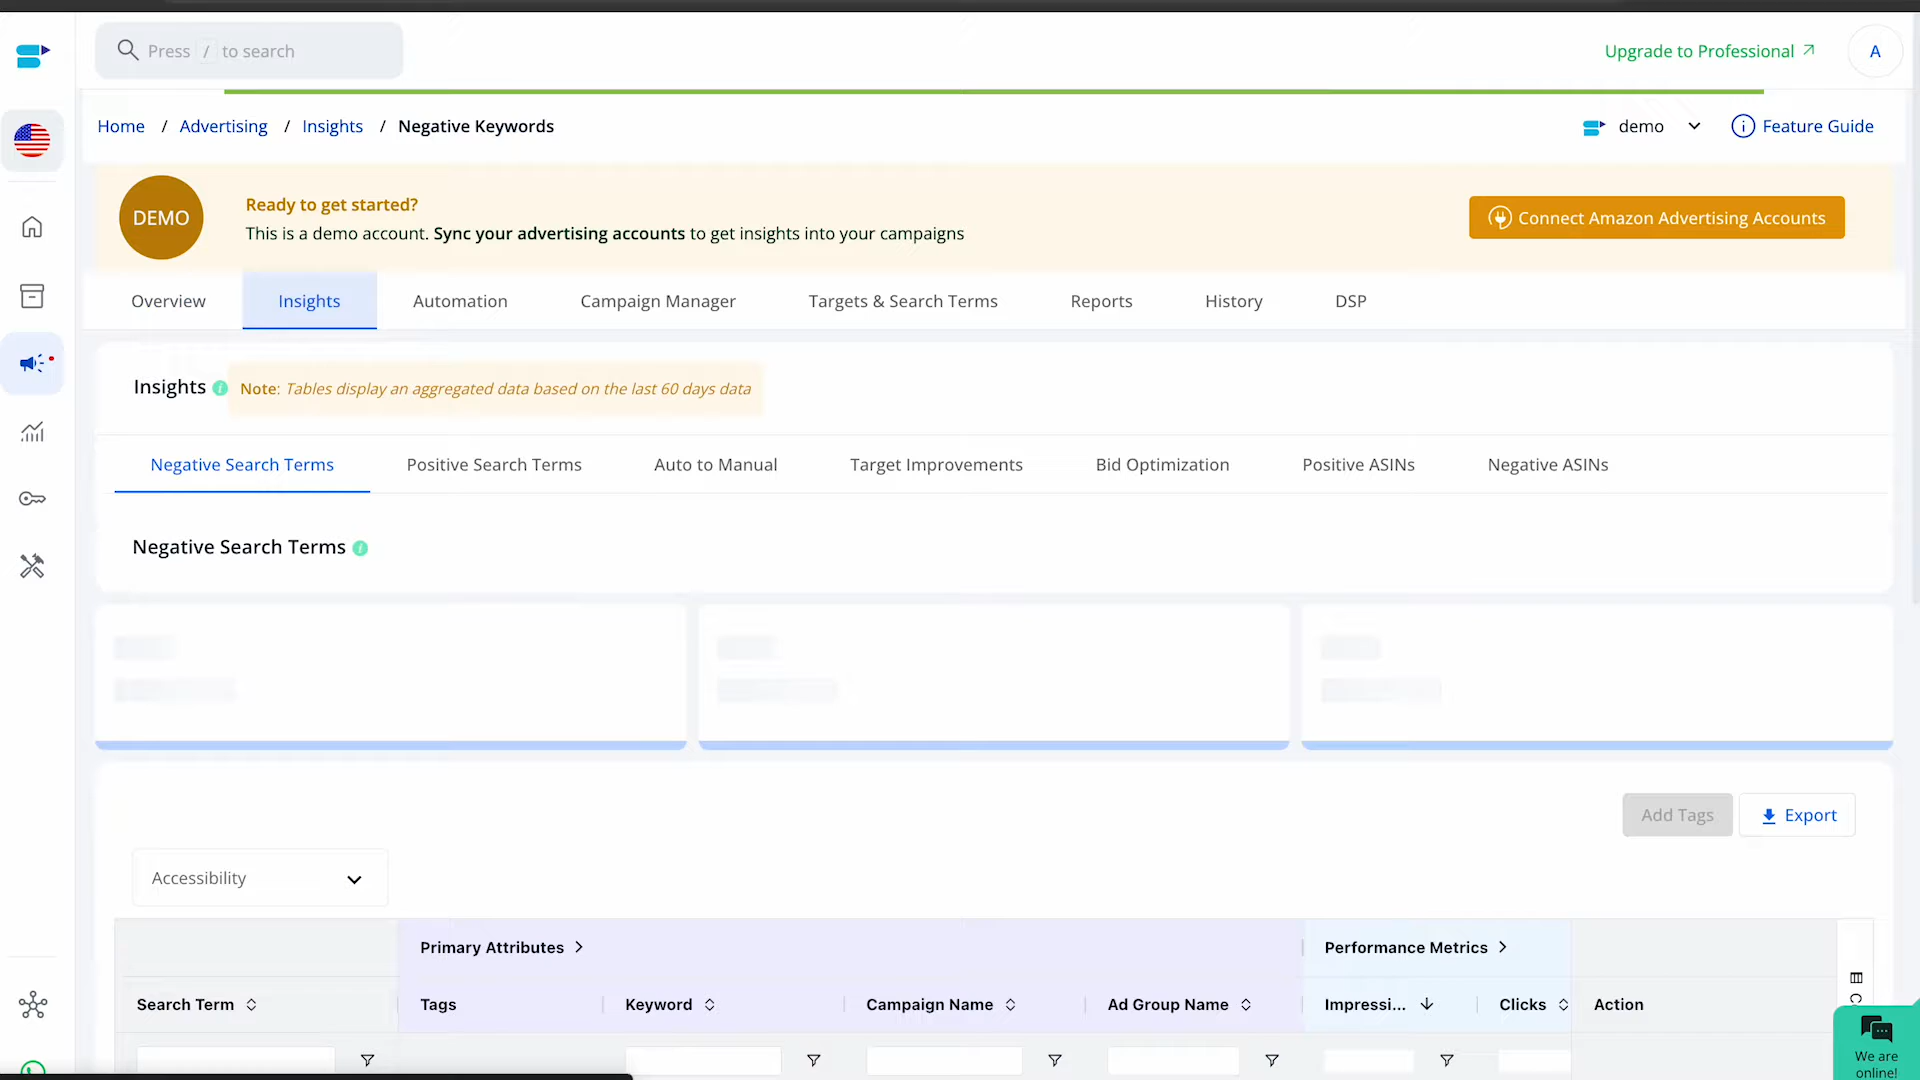 Press / to search
Upgrade to Professional
A
Home / Advertising / Insights / Negative Keywords
demo
Feature Guide
DEMO
Ready to get started?
This is a demo account. Sync your advertising accounts to get insights into your campaigns
Connect Amazon Advertising Accounts
Overview
Insights
Automation
Campaign Manager
Targets & Search Terms
Reports
History
DSP
Insights
Note: Tables display an aggregated data based on the last 60 days data
Negative Search Terms
Positive Search Terms
Auto to Manual
Target Improvements
Bid Optimization
Positive ASINs
Negative ASINs
Negative Search Terms
Add Tags
Export
Accessibility
Primary Attributes
Performance Metrics
Search Term
Tags
Keyword
Campaign Name
Ad Group Name
Impressi...
Clicks
Action
We are
online!